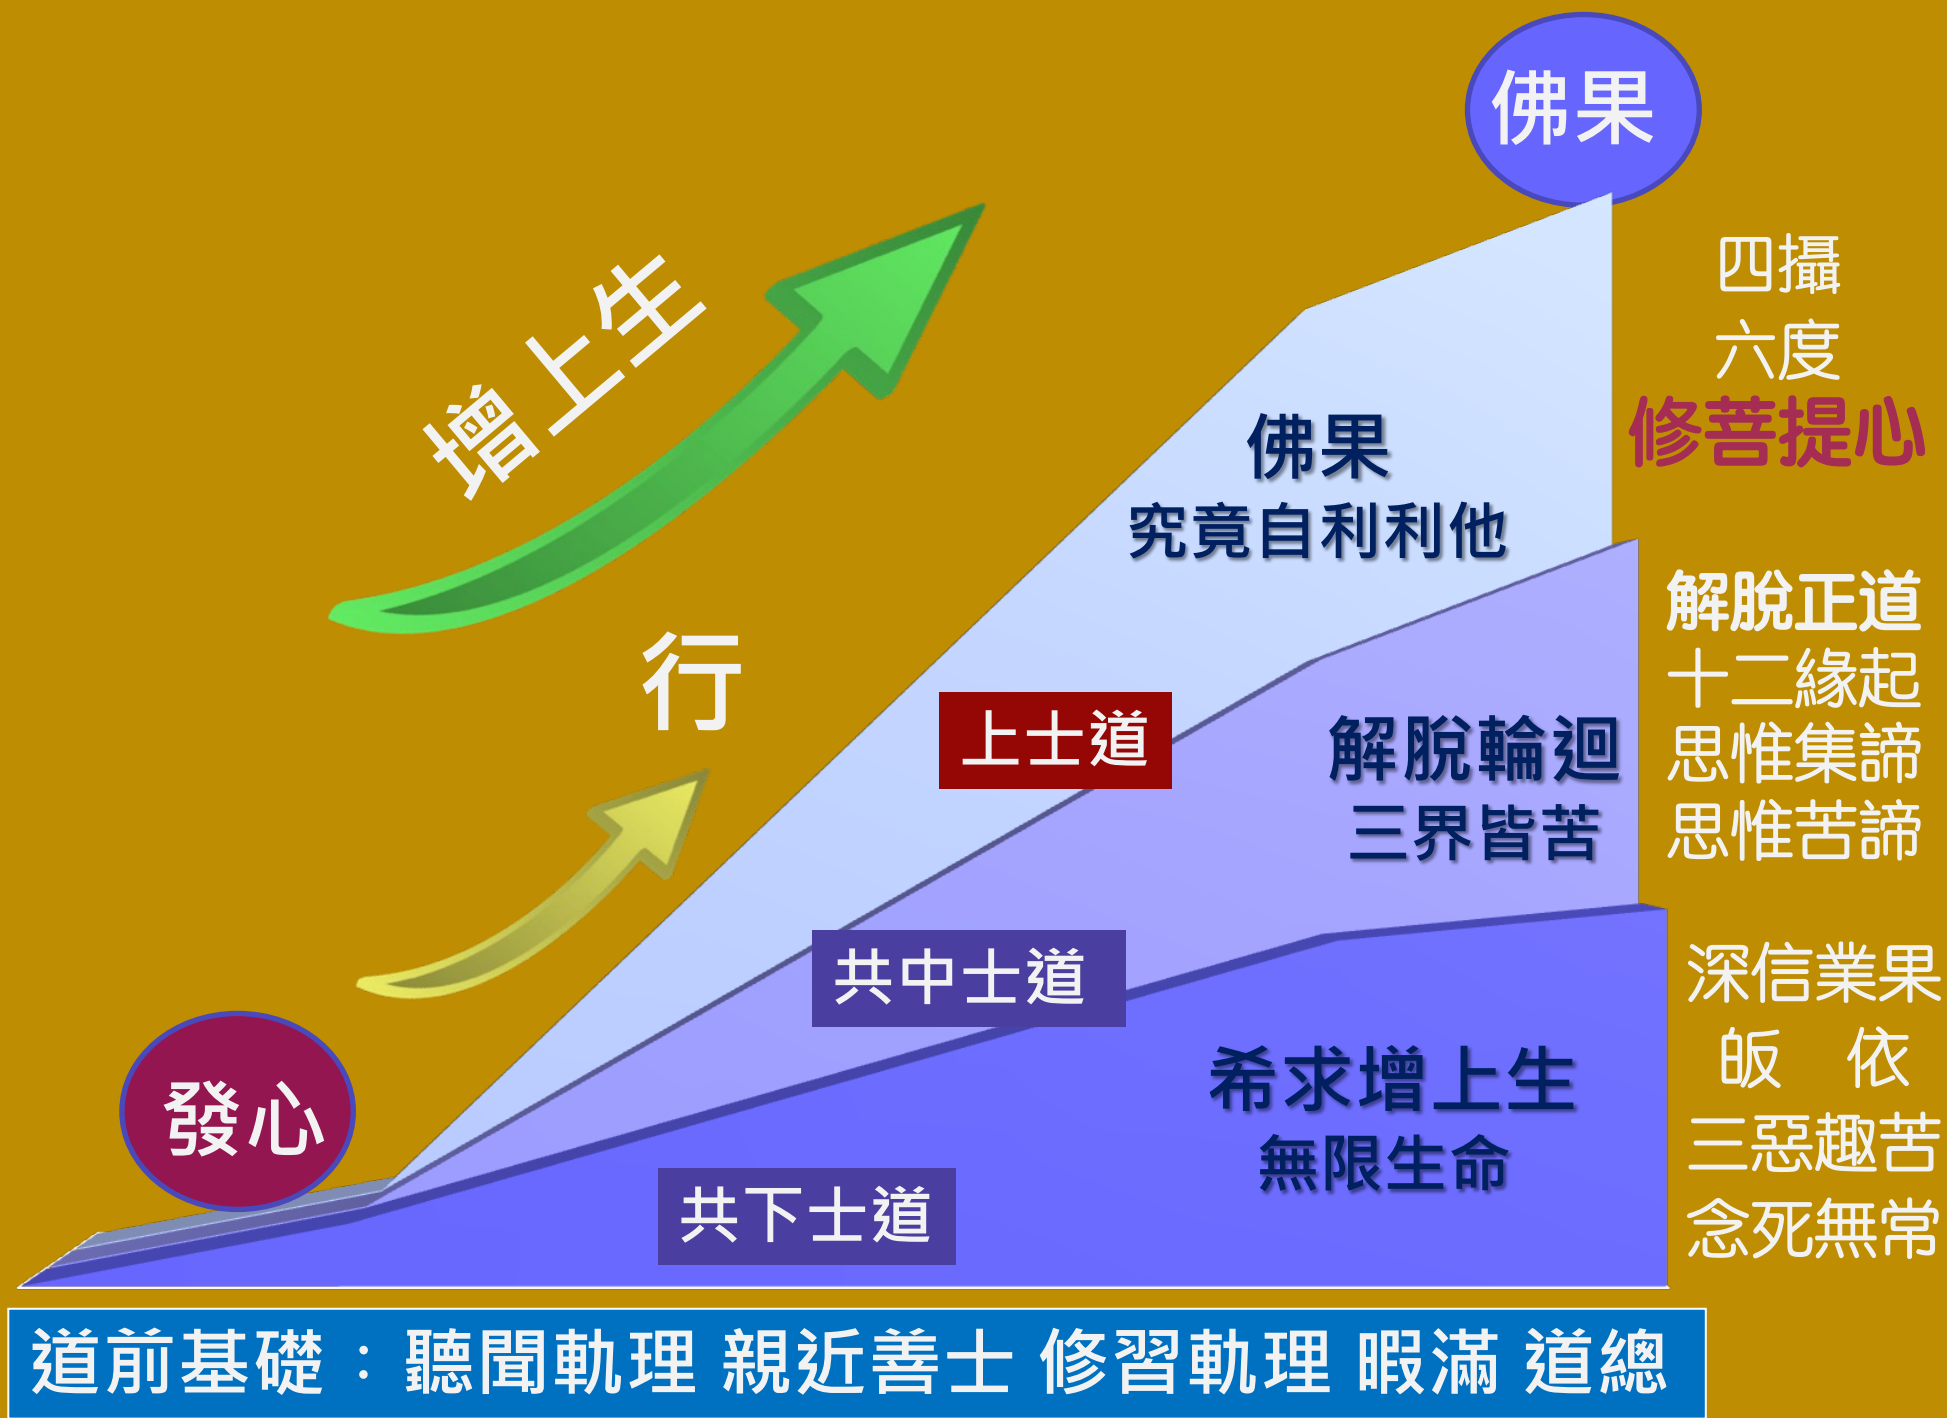 佛果
四攝
六度
修菩提心
增上生
佛果
究竟自利利他
解脫正道
十二緣起
思惟集諦
思惟苦諦
行
上士道
解脫輪迴
三界皆苦
共中士道
深信業果
皈 依
三惡趣苦
念死無常
發心
希求增上生
無限生命
共下士道
道前基礎：聽聞軌理 親近善士 修習軌理 暇滿 道總